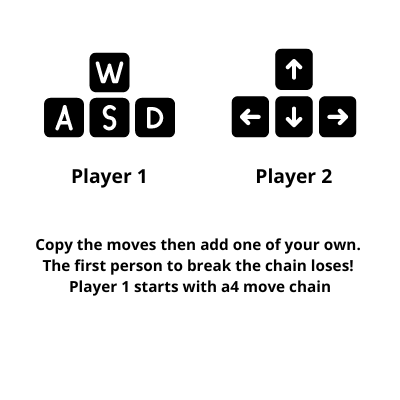 W
A S D
Player 1
↑
← ↓ →
Player 2
Copy the moves then add one of your own.
The first person to break the chain loses!
Player 1 starts with a4 move chain